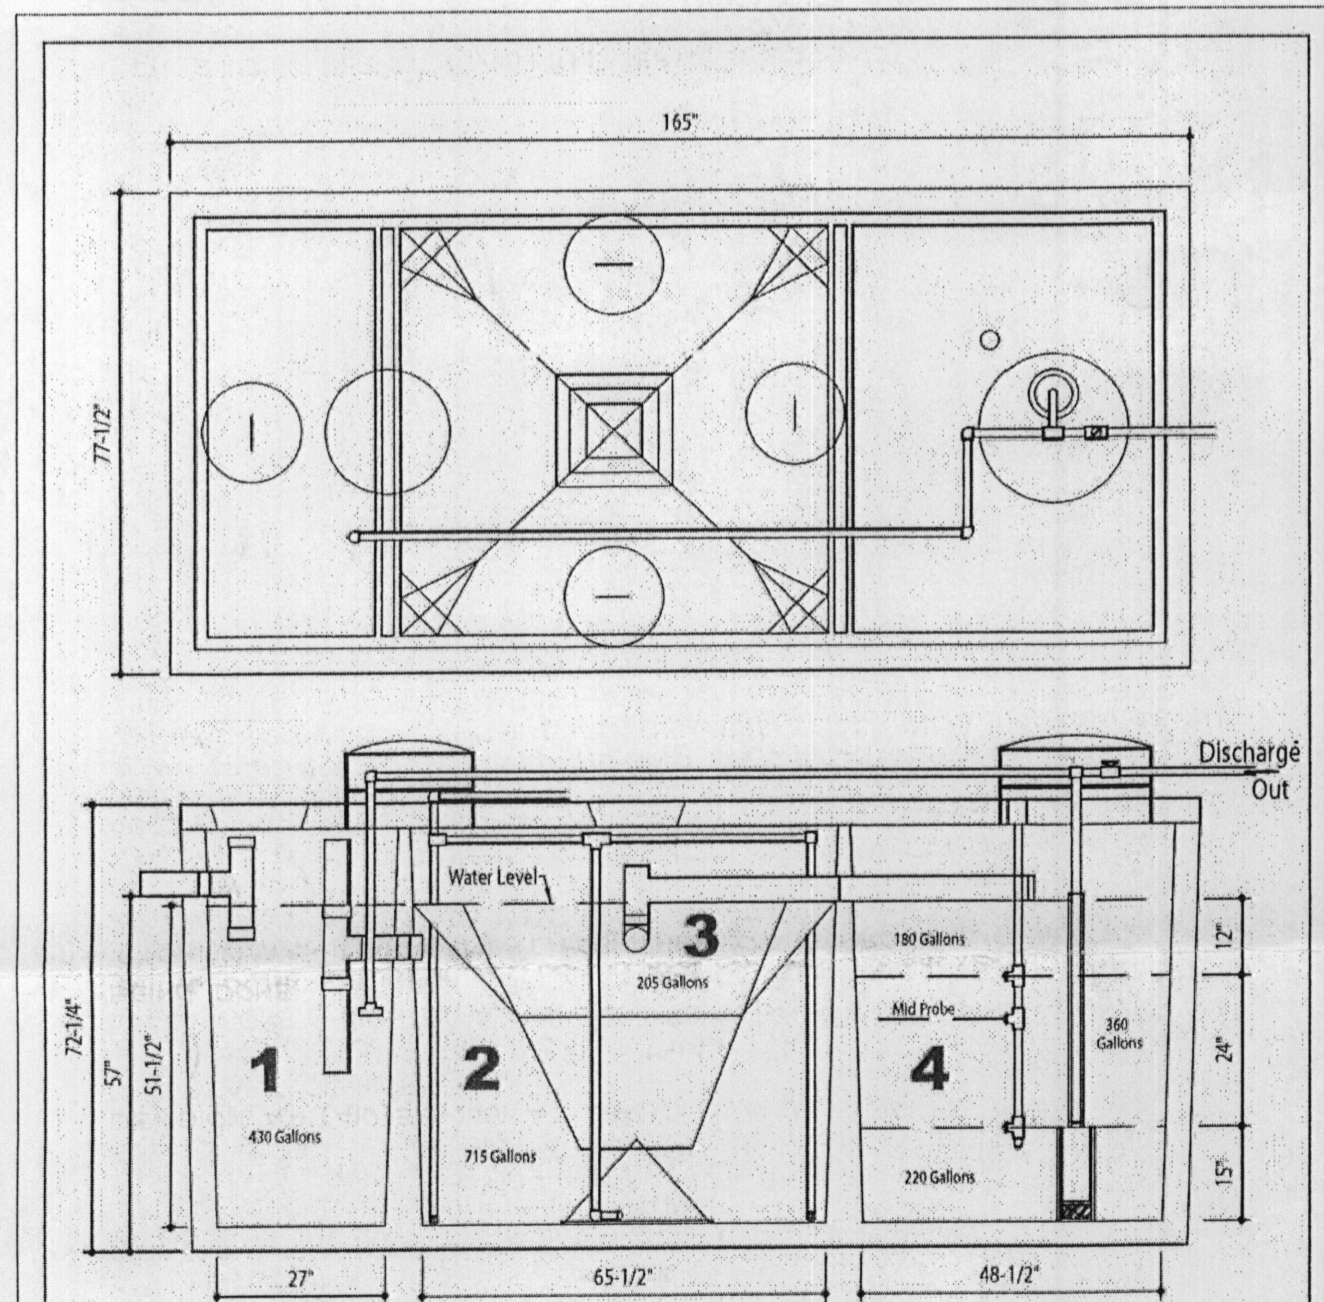 165"
77-1/2"
Discharge
Out
Water Level
3
205 Gallons
180 Gallons
12"
Mid Probe
360
Gallons
24"
72-1/4"
57"
51-1/2"
1
430 Gallons
2
715 Gallons
4
220 Gallons
15"
27"
65-1/2"
48-1/2"